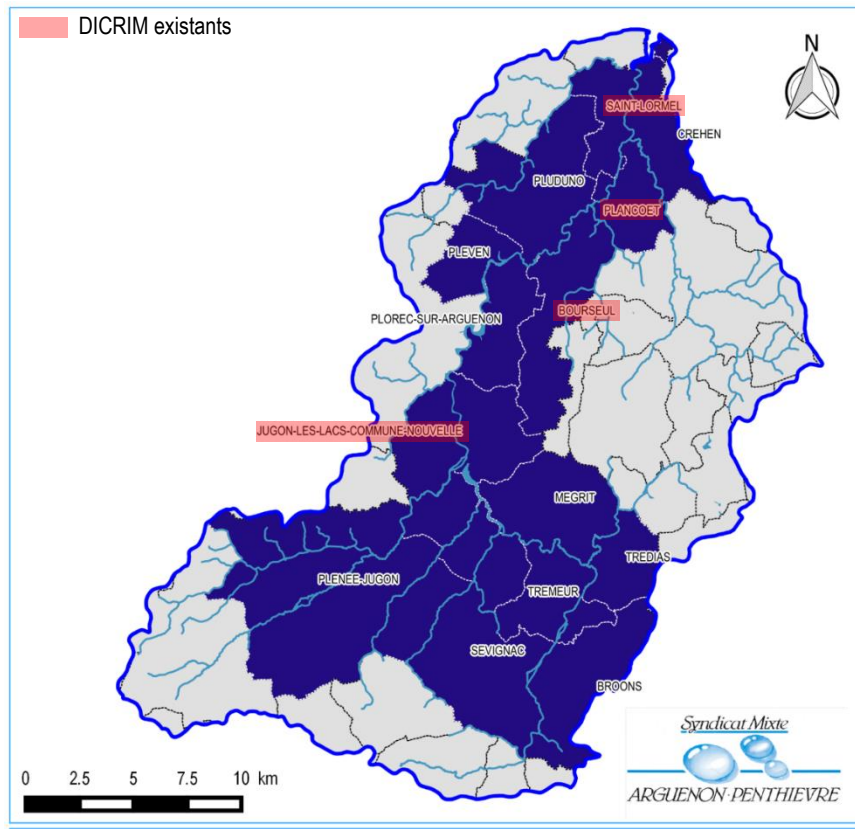 DICRIM existants
N
SAINT-LORMEL
CREHEN
PLUDUNO
PLANCOET
PLEVEN
BOURSEUL
PLOREC-SUR-ARGUENON
JUGON-LES-LACS-COMMUNE-NOUVELLE
MEGRIT
TREDIAS
PLENEE-JUGON
TREMEUR
SEVIGNAC
BROONS
Syndicat Mixte
ARGUENON-PENTHIEVRE
0 2.5 5 7.5 10 km